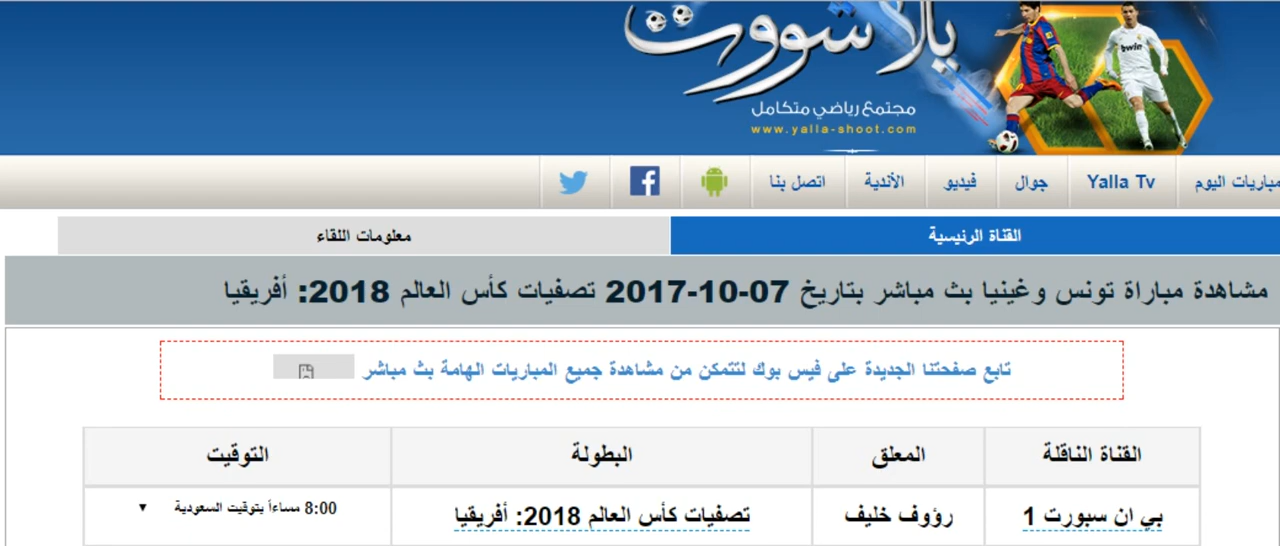 يلا شووت
مجتمع رياضي متكامل
www.yalla-shoot.com
bwin
مباريات اليوم
Yalla Tv
جوال
فيديو
الأندية
اتصل بنا
القناة الرئيسية
معلومات اللقاء
مشاهدة مباراة تونس وغينيا بث مباشر بتاريخ 07-10-2017 تصفيات كأس العالم 2018: أفريقيا
تابع صفحتنا الجديدة على فيس بوك لتتمكن من مشاهدة جميع المباريات الهامة بث مباشر
القناة الناقلة
المعلق
البطولة
التوقيت
بي ان سبورت 1
رؤوف خليف
تصفيات كأس العالم 2018: أفريقيا
8:00 مساءاً بتوقيت السعودية